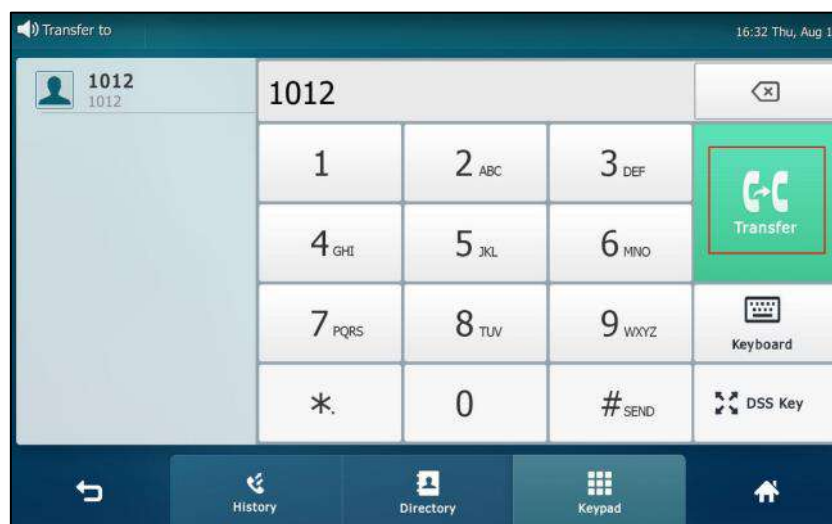 Transfer to
16:32 Thu, Aug 1
1012
1012
1012
1
2 ABC
3 DEF
Transfer
4 GHI
5 JKL
6 MNO
7 PQRS
8 TUV
9 WXYZ
Keyboard
*.
0
# SEND
DSS Key
History
Directory
Keypad